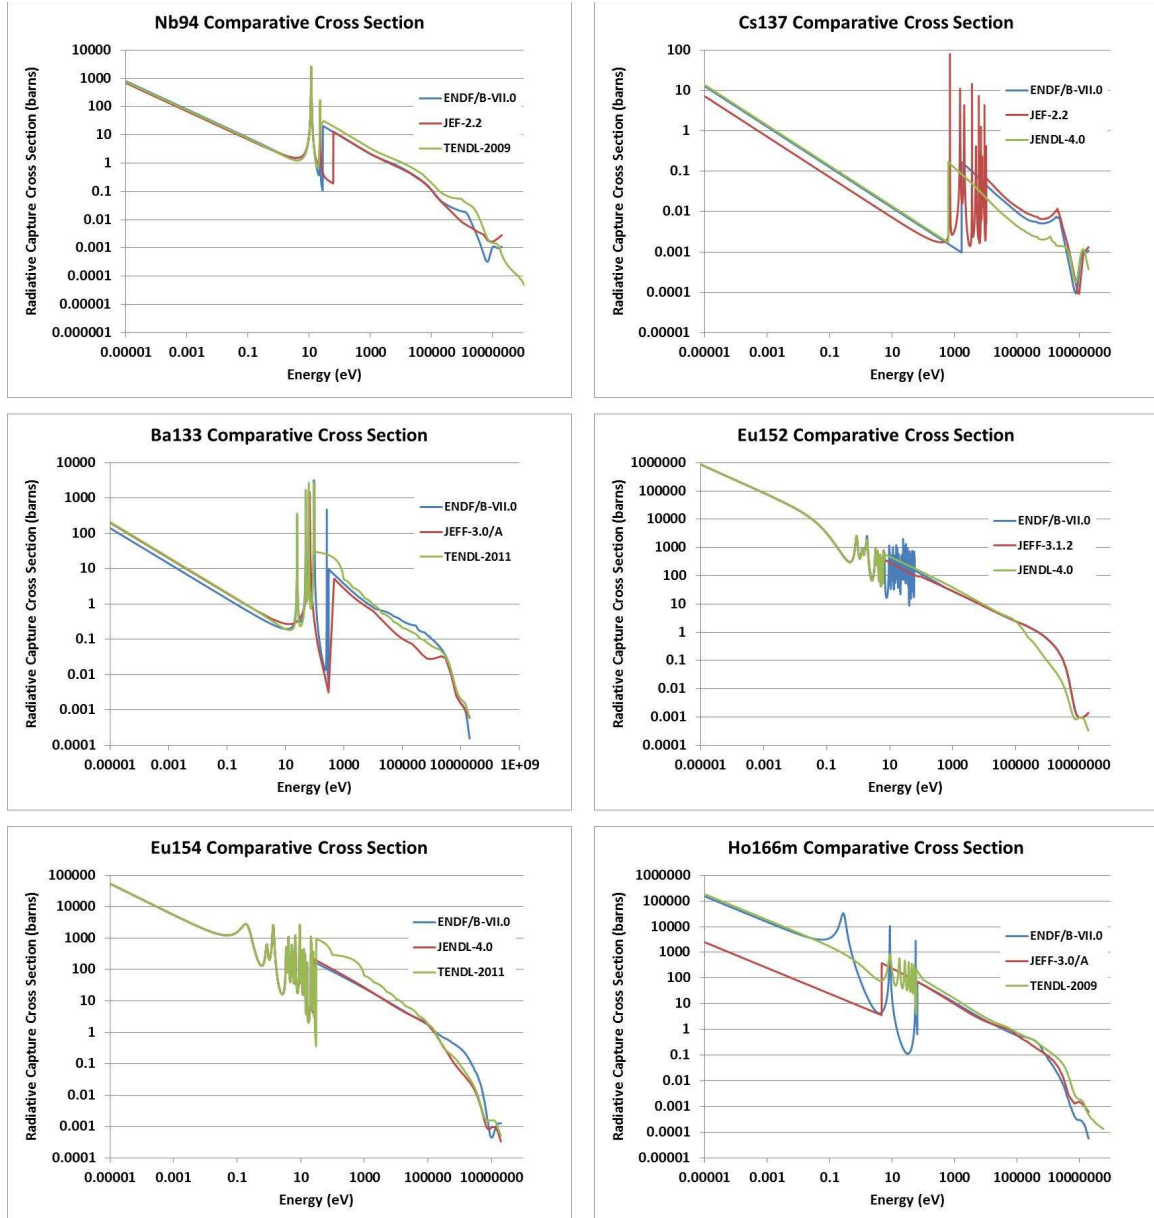 Nb94 Comparative Cross Section
Radiative Capture Cross Section (barns)
10000
1000
100
10
1
0.1
0.01
0.001
0.0001
0.00001
0.000001
ENDF/B-VII.0
JEF-2.2
TENDL-2009
0.00001 0.001 0.1 10 1000 100000 10000000
Energy (eV)
Cs137 Comparative Cross Section
Radiative Capture Cross Section (barns)
100
10
1
0.1
0.01
0.001
0.0001
0.00001
ENDF/B-VII.0
JEF-2.2
JENDL-4.0
0.00001 0.001 0.1 10 1000 100000 10000000
Energy (eV)
Ba133 Comparative Cross Section
Radiative Capture Cross Section (barns)
10000
1000
100
10
1
0.1
0.01
0.001
0.0001
ENDF/B-VII.0
JEFF-3.0/A
TENDL-2011
0.00001 0.001 0.1 10 1000 100000 10000000 1E+09
Energy (eV)
Eu152 Comparative Cross Section
Radiative Capture Cross Section (barns)
1000000
100000
10000
1000
100
10
1
0.1
0.01
0.001
0.0001
ENDF/B-VII.0
JEFF-3.1.2
JENDL-4.0
0.00001 0.001 0.1 10 1000 100000 10000000
Energy (eV)
Eu154 Comparative Cross Section
Radiative Capture Cross Section (barns)
100000
10000
1000
100
10
1
0.1
0.01
0.001
0.0001
ENDF/B-VII.0
JENDL-4.0
TENDL-2011
0.00001 0.001 0.1 10 1000 100000 10000000
Energy (eV)
Ho166m Comparative Cross Section
Radiative Capture Cross Section (barns)
1000000
100000
10000
1000
100
10
1
0.1
0.01
0.001
0.0001
0.00001
ENDF/B-VII.0
JEFF-3.0/A
TENDL-2009
0.00001 0.001 0.1 10 1000 100000 10000000
Energy (eV)